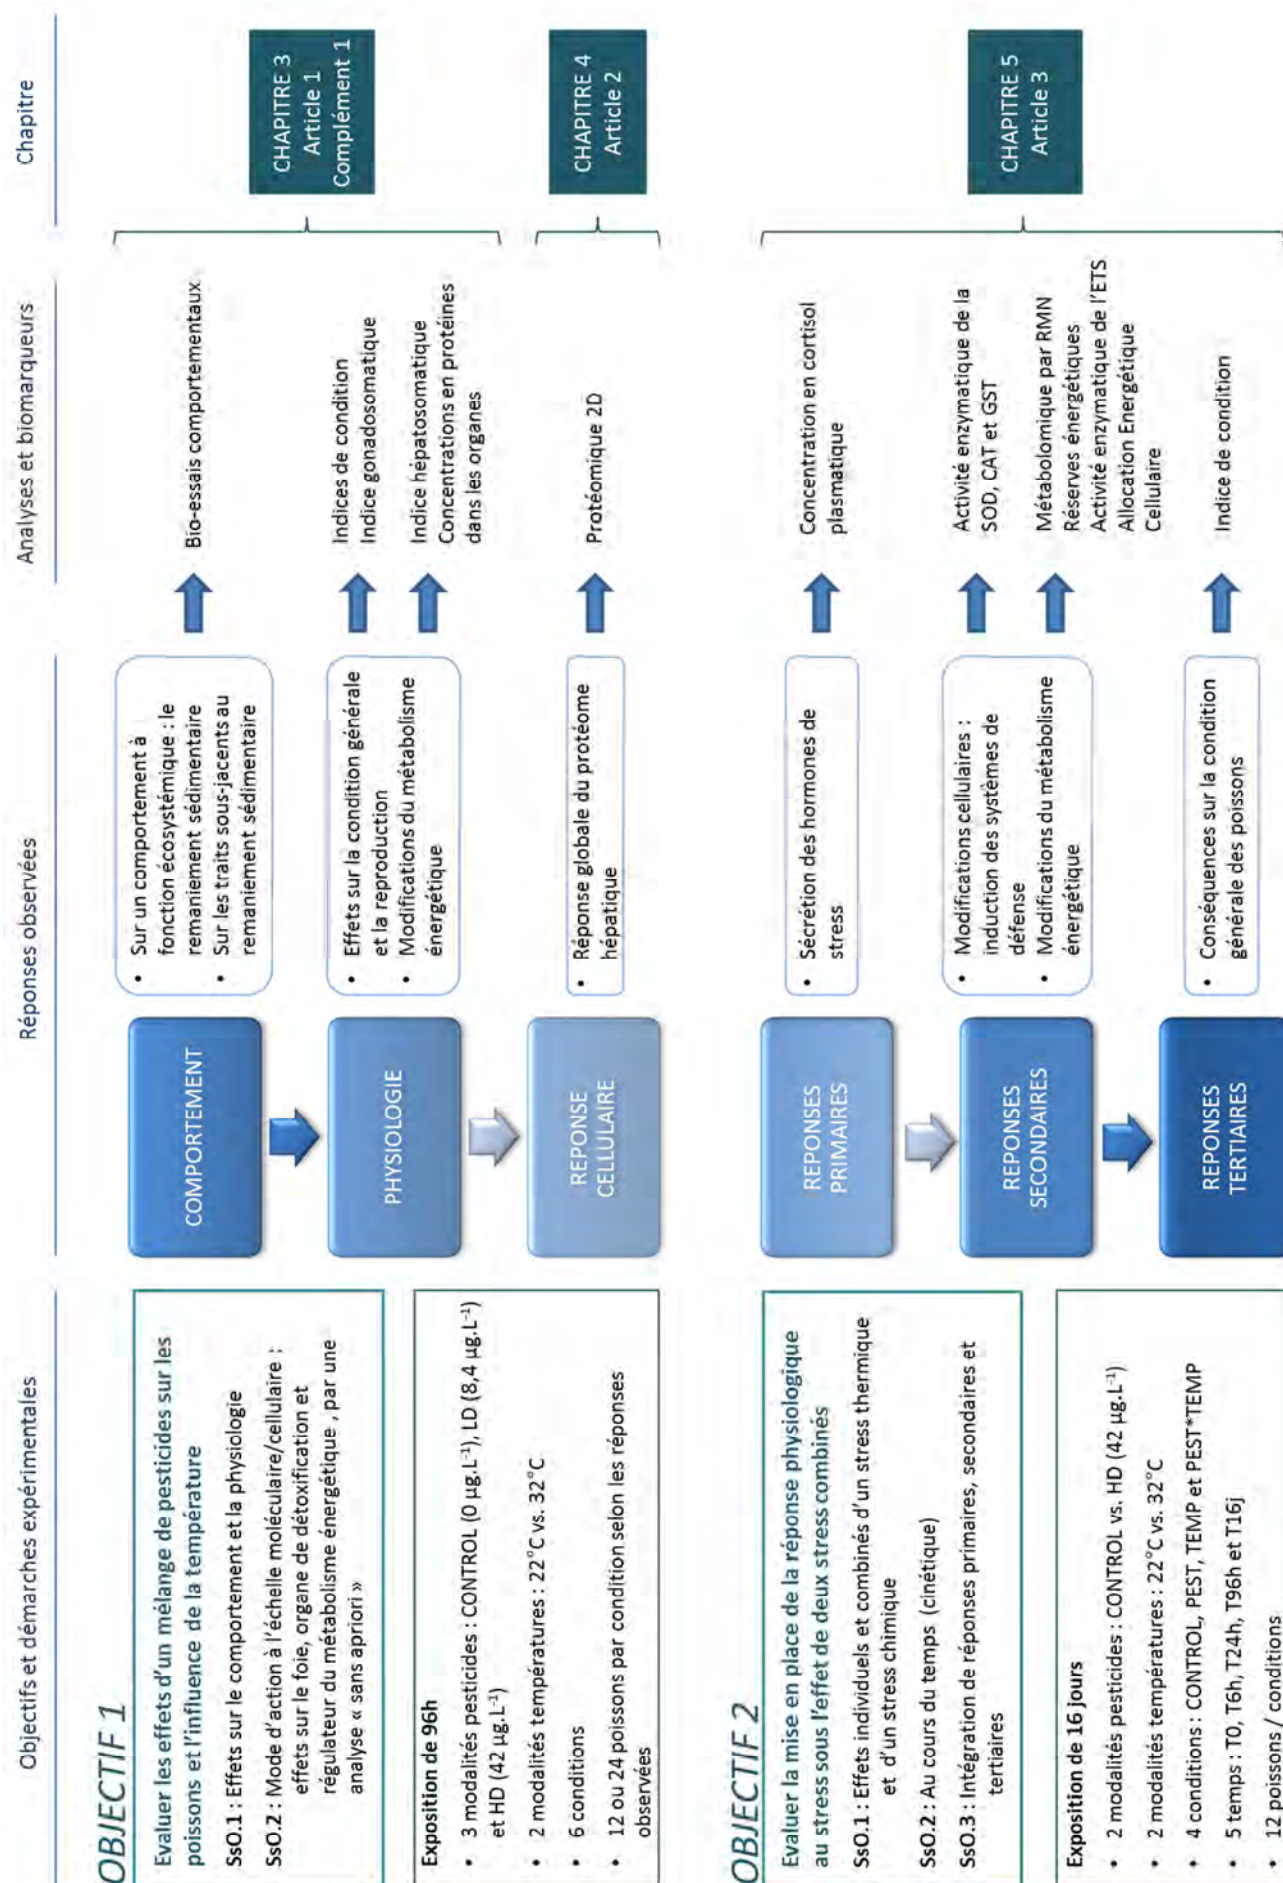 Objectifs et démarches expérimentales
Réponses observées
Analyses et biomarqueurs
Chapitre
OBJECTIF 1
Evaluer les effets d'un mélange de pesticides sur les
poissons et l'influence de la température
SsO.1 : Effets sur le comportement et la physiologie
SsO.2 : Mode d'action à l'échelle moléculaire/cellulaire :
effets sur le foie, organe de détoxification et
régulateur du métabolisme énergétique , par une
analyse « sans apriori »
Exposition de 96h
• 3 modalités pesticides : CONTROL (0 µg.L⁻¹), LD (8,4 µg.L⁻¹)
et HD (42 µg.L⁻¹)
• 2 modalités températures : 22°C vs. 32°C
• 6 conditions
• 12 ou 24 poissons par condition selon les réponses
observées
COMPORTEMENT
• Sur un comportement à
fonction écosystémique : le
remaniement sédimentaire
• Sur les traits sous-jacents au
remaniement sédimentaire
Bio-essais comportementaux
PHYSIOLOGIE
• Effets sur la condition générale
et la reproduction
• Modifications du métabolisme
énergétique
Indices de condition
Indice gonadosomatique
Indice hépatosomatique
Concentrations en protéines
dans les organes
CHAPITRE 3
Article 1
Complément 1
REPONSE
CELLULAIRE
• Réponse globale du protéome
hépatique
Protéomique 2D
CHAPITRE 4
Article 2
OBJECTIF 2
Evaluer la mise en place de la réponse physiologique
au stress sous l'effet de deux stress combinés
SsO.1 : Effets individuels et combinés d'un stress thermique
et d'un stress chimique
SsO.2 : Au cours du temps (cinétique)
SsO.3 : Intégration de réponses primaires, secondaires et
tertiaires
Exposition de 16 jours
• 2 modalités pesticides : CONTROL vs. HD (42 µg.L⁻¹)
• 2 modalités températures : 22°C vs. 32°C
• 4 conditions : CONTROL, PEST, TEMP et PEST*TEMP
• 5 temps : T0, T6h, T24h, T96h et T16j
• 12 poissons / conditions
REPONSES
PRIMAIRES
• Sécrétion des hormones de
stress
Concentration en cortisol
plasmatique
REPONSES
SECONDAIRES
• Modifications cellulaires :
induction des systèmes de
défense
• Modifications du métabolisme
énergétique
Activité enzymatique de la
SOD, CAT et GST
Métabolomique par RMN
Réserves énergétiques
Activité enzymatique de l'ETS
Allocation Energétique
Cellulaire
REPONSES
TERTIAIRES
• Conséquences sur la condition
générale des poissons
Indice de condition
CHAPITRE 5
Article 3